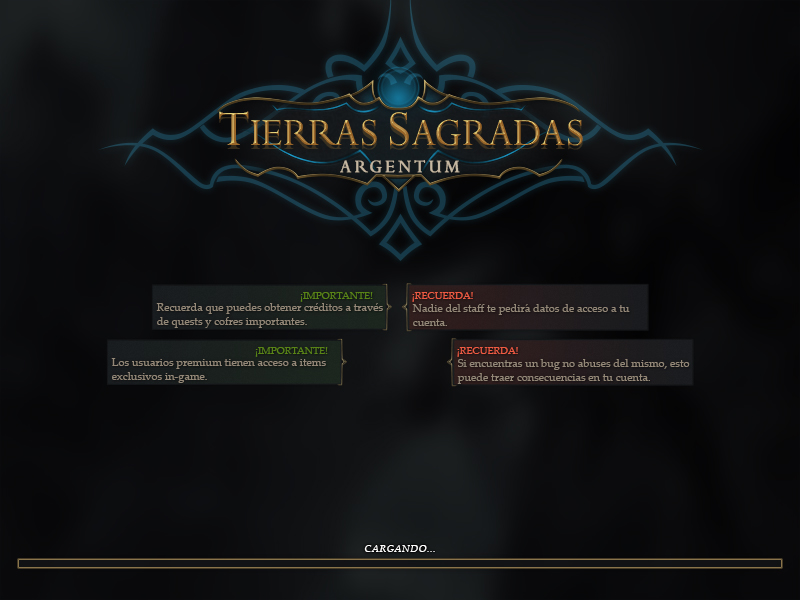 TIERRAS SAGRADAS
ARGENTUM
¡IMPORTANTE!
Recuerda que puedes obtener créditos a través
de quests y cofres importantes.
¡RECUERDA!
Nadie del staff te pedirá datos de acceso a tu
cuenta.
¡IMPORTANTE!
Los usuarios premium tienen acceso a items
exclusivos in-game.
¡RECUERDA!
Si encuentras un bug no abuses del mismo, esto
puede traer consecuencias en tu cuenta.
CARGANDO...